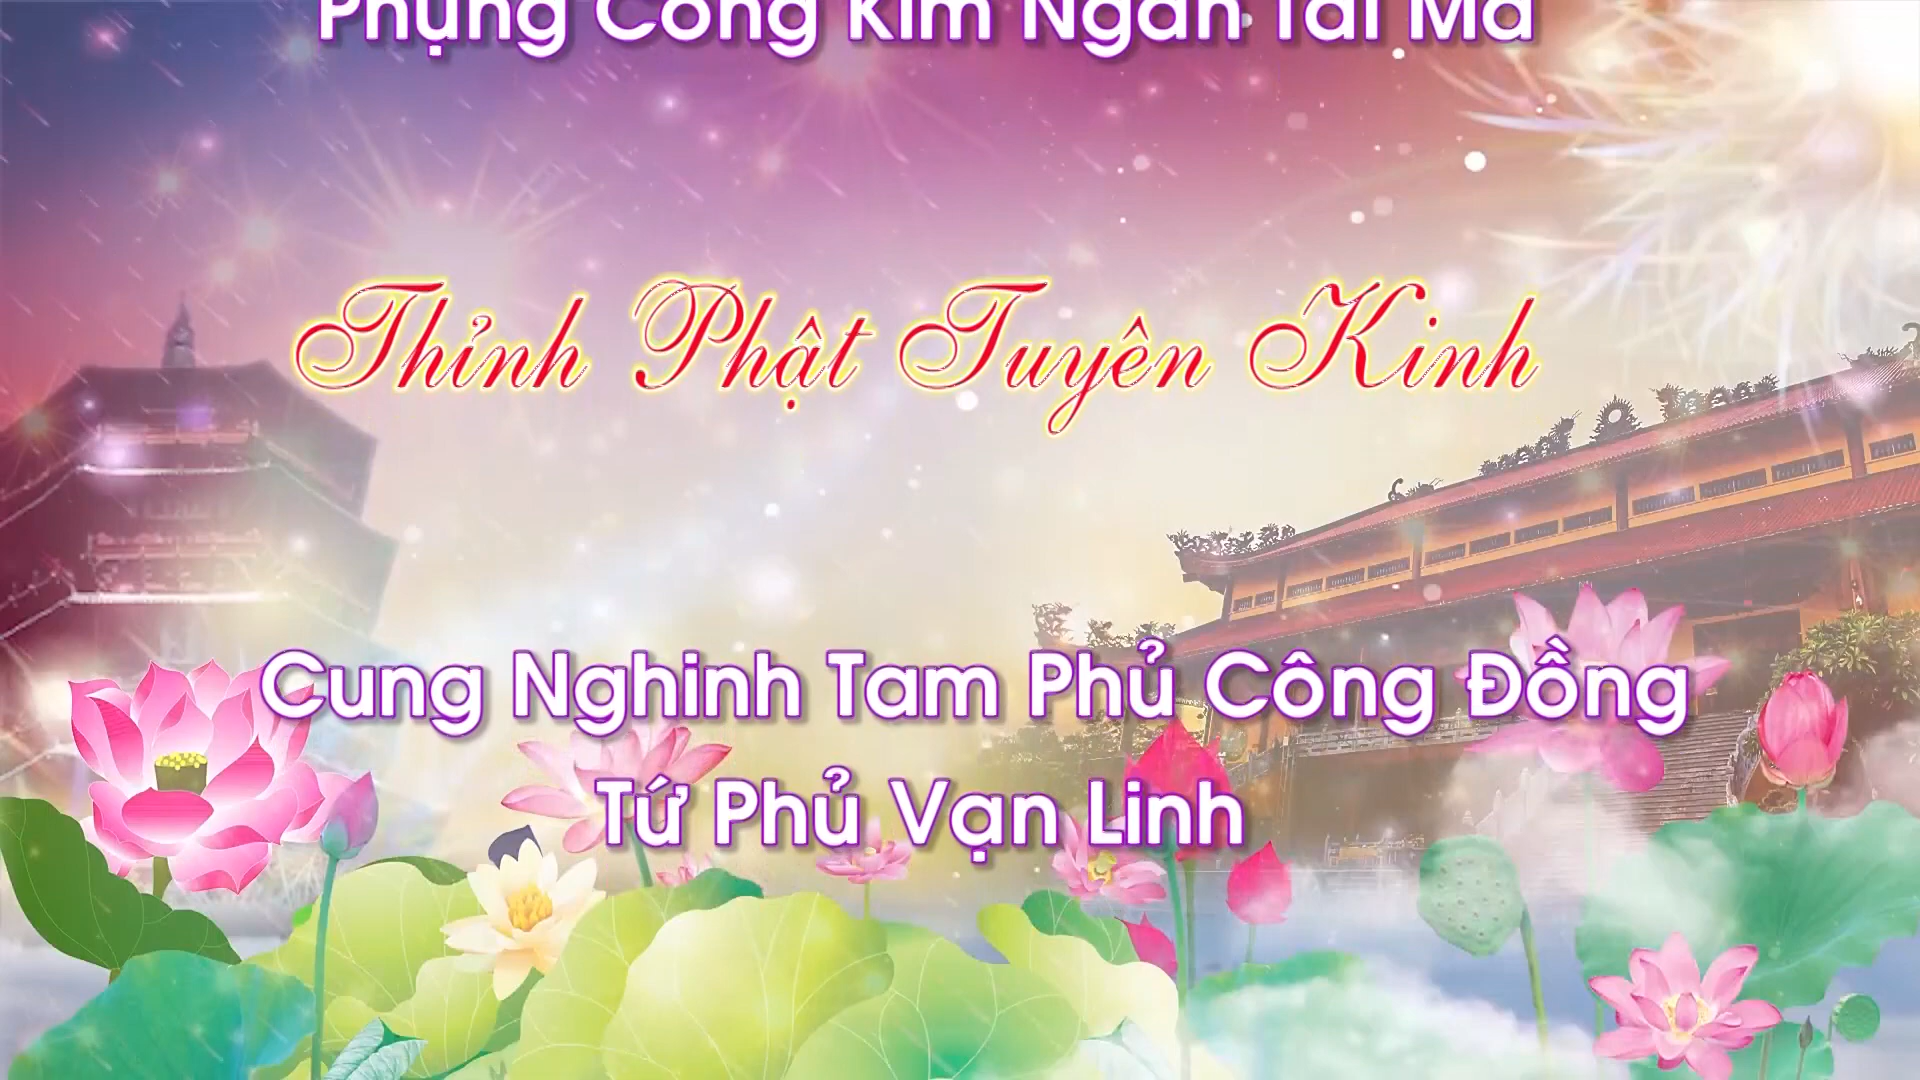 Phụng Cống Kim Ngân Tài Mã
Thỉnh Phật Tuyên Kinh
Cung Nghinh Tam Phủ Công Đồng
Tứ Phủ Vạn Linh